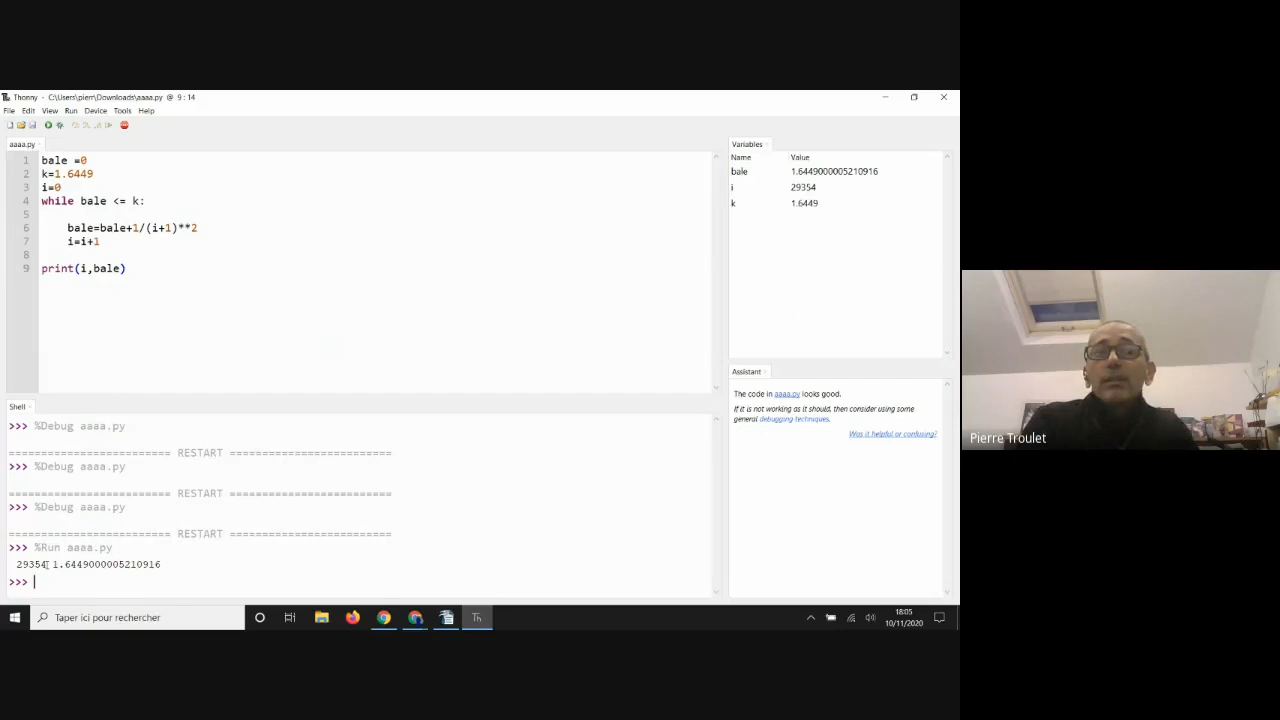 Thonny - C:\Users\pierr\Downloads\aaaa.py @ 9 : 14
File Edit View Run Device Tools Help
aaaa.py
1 bale =0
2 k=1.6449
3 i=0
4 while bale <= k:
5
6 bale=bale+1/(i+1)**2
7 i=i+1
8
9 print(i,bale)
Variables
Name Value
bale 1.6449000005210916
i 29354
k 1.6449
Assistant
The code in aaaa.py looks good.
If it is not working as it should, then consider using some
general debugging techniques.
Was it helpful or confusing?
Shell
>>> %Debug aaaa.py
========================= RESTART =========================
>>> %Debug aaaa.py
========================= RESTART =========================
>>> %Debug aaaa.py
========================= RESTART =========================
>>> %Run aaaa.py
29354 1.6449000005210916
>>>
Pierre Troulet
Taper ici pour rechercher
Th
18:05
10/11/2020